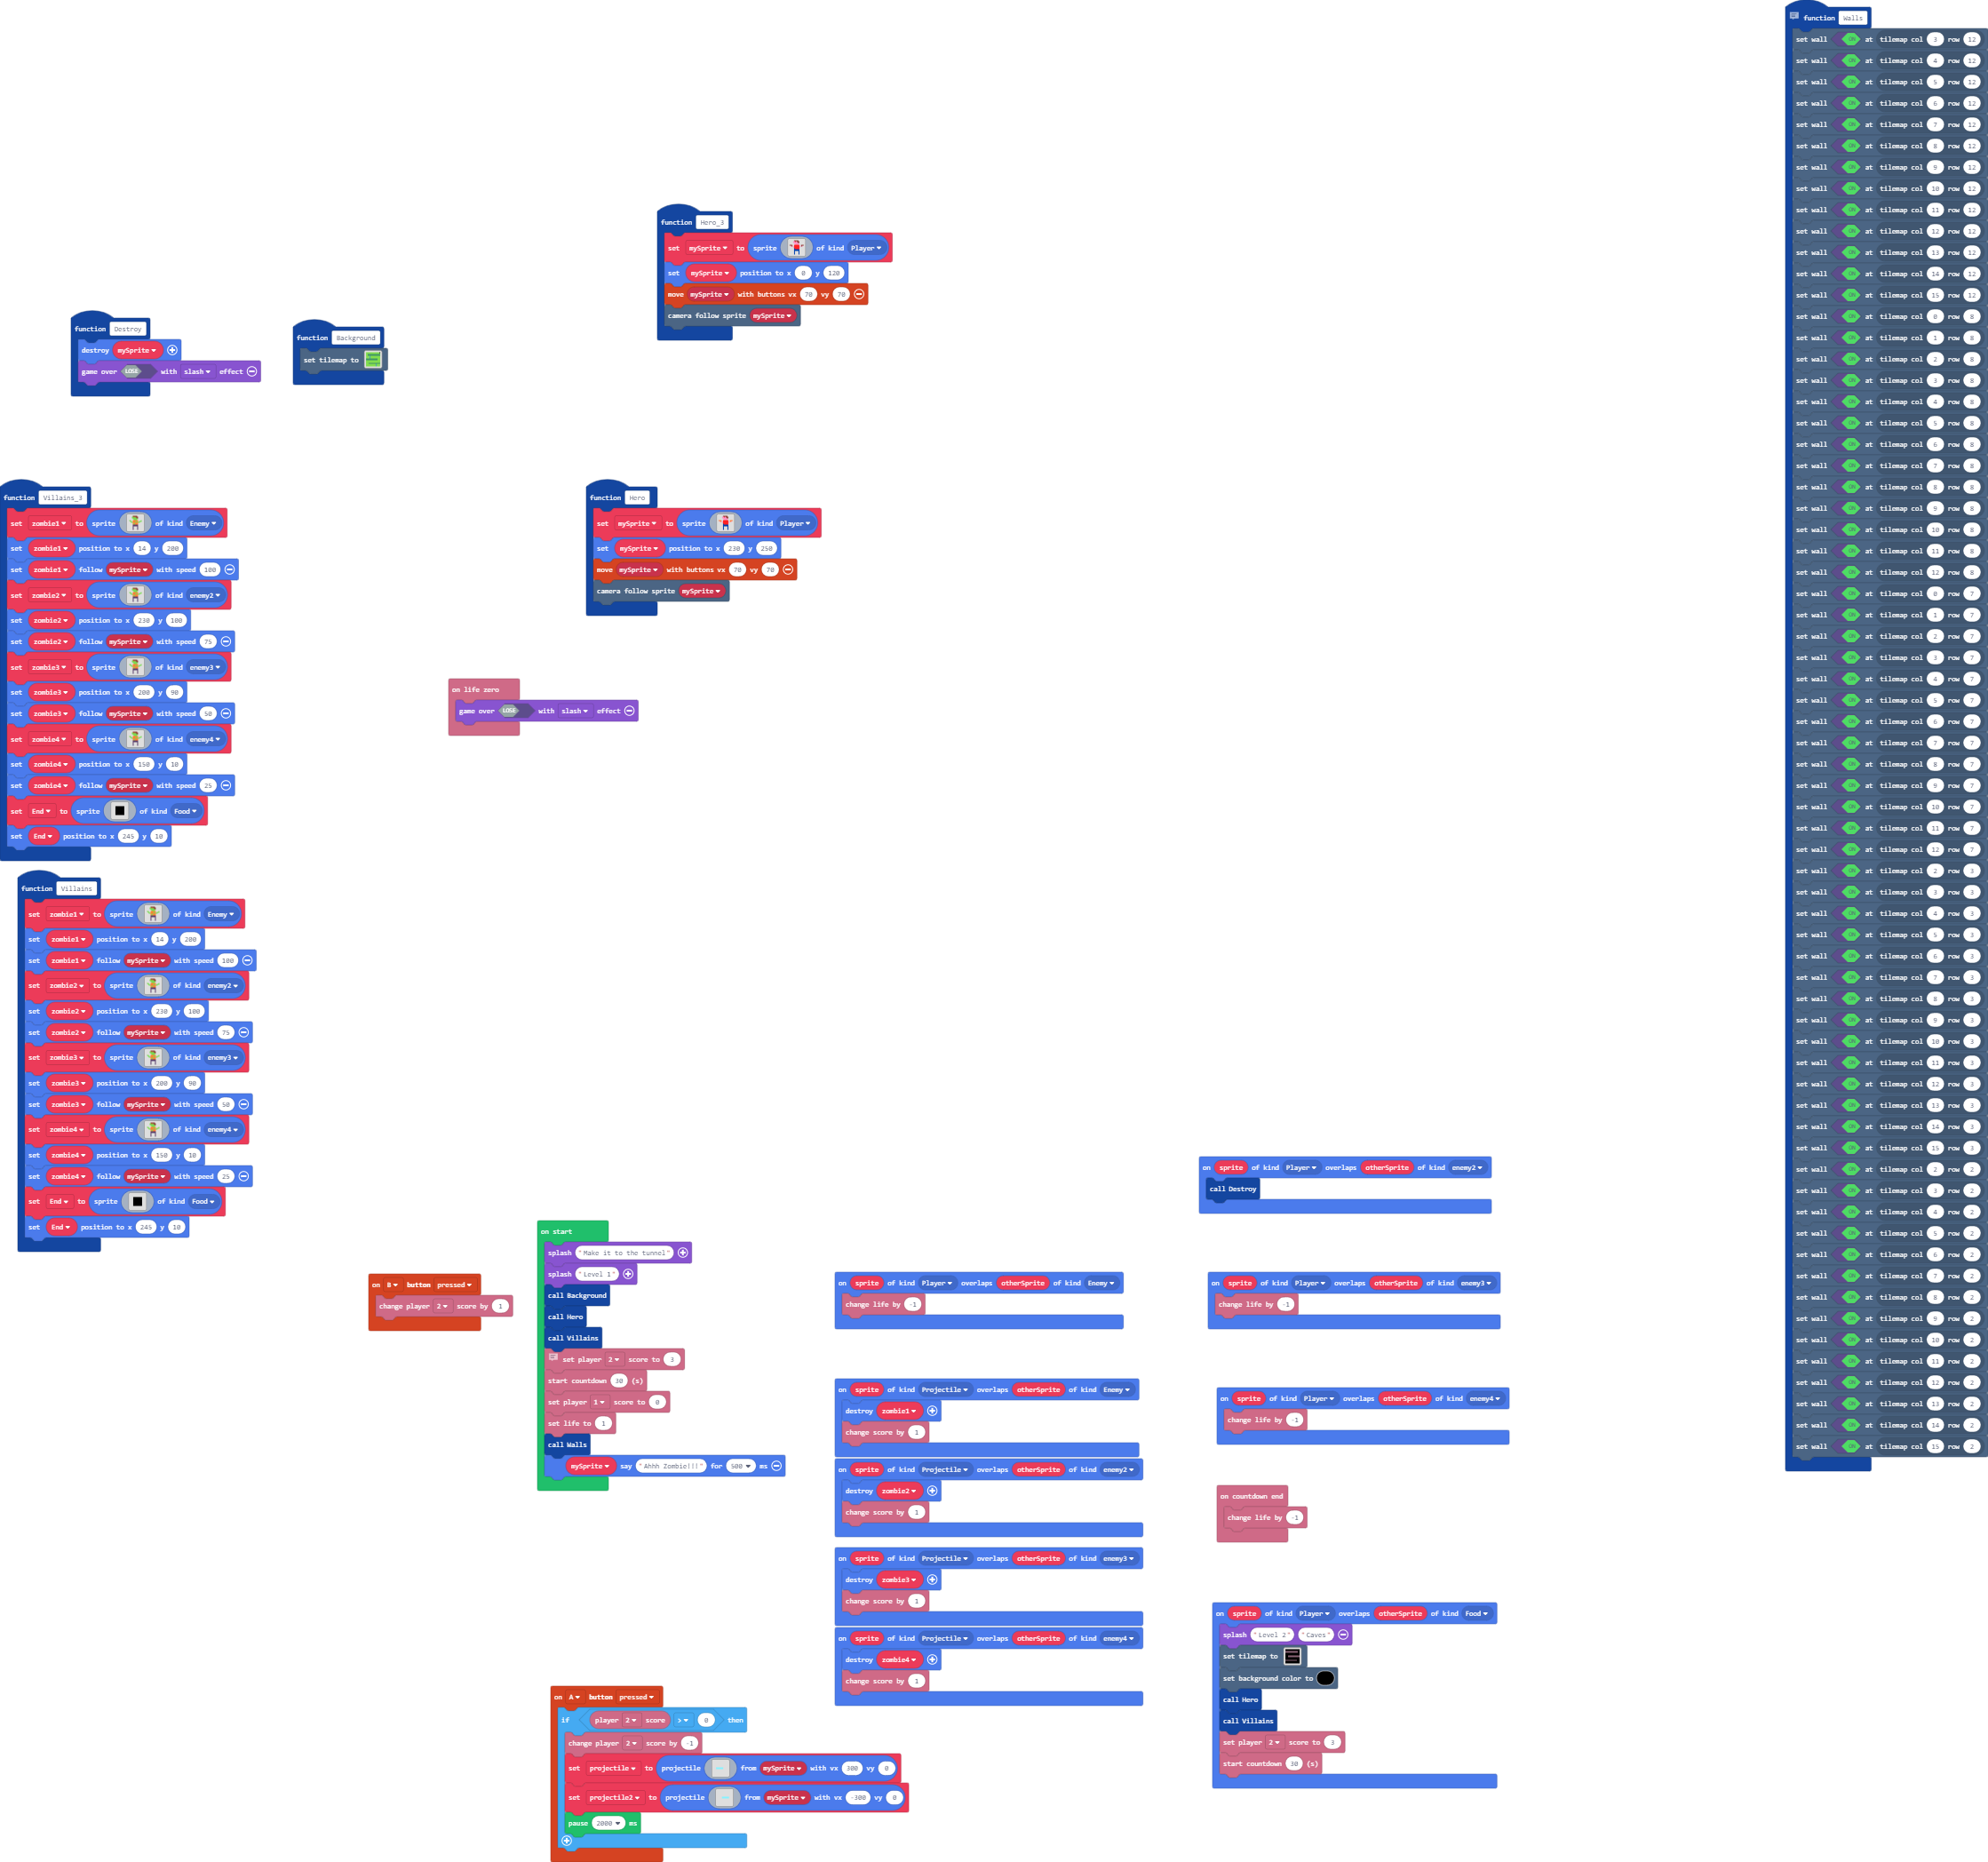 function Walls
set wall ON at tilemap col 3 row 12
set wall ON at tilemap col 4 row 12
set wall ON at tilemap col 5 row 12
set wall ON at tilemap col 6 row 12
set wall ON at tilemap col 7 row 12
set wall ON at tilemap col 8 row 12
set wall ON at tilemap col 9 row 12
set wall ON at tilemap col 10 row 12
set wall ON at tilemap col 11 row 12
set wall ON at tilemap col 12 row 12
set wall ON at tilemap col 13 row 12
set wall ON at tilemap col 14 row 12
set wall ON at tilemap col 15 row 12
set wall ON at tilemap col 0 row 8
set wall ON at tilemap col 1 row 8
set wall ON at tilemap col 2 row 8
set wall ON at tilemap col 3 row 8
set wall ON at tilemap col 4 row 8
set wall ON at tilemap col 5 row 8
set wall ON at tilemap col 6 row 8
set wall ON at tilemap col 7 row 8
set wall ON at tilemap col 8 row 8
set wall ON at tilemap col 9 row 8
set wall ON at tilemap col 10 row 8
set wall ON at tilemap col 11 row 8
set wall ON at tilemap col 12 row 8
set wall ON at tilemap col 0 row 7
set wall ON at tilemap col 1 row 7
set wall ON at tilemap col 2 row 7
set wall ON at tilemap col 3 row 7
set wall ON at tilemap col 4 row 7
set wall ON at tilemap col 5 row 7
set wall ON at tilemap col 6 row 7
set wall ON at tilemap col 7 row 7
set wall ON at tilemap col 8 row 7
set wall ON at tilemap col 9 row 7
set wall ON at tilemap col 10 row 7
set wall ON at tilemap col 11 row 7
set wall ON at tilemap col 12 row 7
set wall ON at tilemap col 2 row 3
set wall ON at tilemap col 3 row 3
set wall ON at tilemap col 4 row 3
set wall ON at tilemap col 5 row 3
set wall ON at tilemap col 6 row 3
set wall ON at tilemap col 7 row 3
set wall ON at tilemap col 8 row 3
set wall ON at tilemap col 9 row 3
set wall ON at tilemap col 10 row 3
set wall ON at tilemap col 11 row 3
set wall ON at tilemap col 12 row 3
set wall ON at tilemap col 13 row 3
set wall ON at tilemap col 14 row 3
set wall ON at tilemap col 15 row 3
set wall ON at tilemap col 2 row 2
set wall ON at tilemap col 3 row 2
set wall ON at tilemap col 4 row 2
set wall ON at tilemap col 5 row 2
set wall ON at tilemap col 6 row 2
set wall ON at tilemap col 7 row 2
set wall ON at tilemap col 8 row 2
set wall ON at tilemap col 9 row 2
set wall ON at tilemap col 10 row 2
set wall ON at tilemap col 11 row 2
set wall ON at tilemap col 12 row 2
set wall ON at tilemap col 13 row 2
set wall ON at tilemap col 14 row 2
set wall ON at tilemap col 15 row 2
function Hero_3
set mySprite to sprite of kind Player
set mySprite position to x 0 y 120
move mySprite with buttons vx 70 vy 70
camera follow sprite mySprite
function Destroy
destroy mySprite
game over LOSE with slash effect
function Background
set tilemap to
function Villains_3
set zombie1 to sprite of kind Enemy
set zombie1 position to x 14 y 200
set zombie1 follow mySprite with speed 100
set zombie2 to sprite of kind enemy2
set zombie2 position to x 230 y 100
set zombie2 follow mySprite with speed 75
set zombie3 to sprite of kind enemy3
set zombie3 position to x 200 y 90
set zombie3 follow mySprite with speed 50
set zombie4 to sprite of kind enemy4
set zombie4 position to x 150 y 10
set zombie4 follow mySprite with speed 25
set End to sprite of kind Food
set End position to x 245 y 10
function Hero
set mySprite to sprite of kind Player
set mySprite position to x 230 y 250
move mySprite with buttons vx 70 vy 70
camera follow sprite mySprite
on life zero
game over LOSE with slash effect
function Villains
set zombie1 to sprite of kind Enemy
set zombie1 position to x 14 y 200
set zombie1 follow mySprite with speed 100
set zombie2 to sprite of kind enemy2
set zombie2 position to x 230 y 100
set zombie2 follow mySprite with speed 75
set zombie3 to sprite of kind enemy3
set zombie3 position to x 200 y 90
set zombie3 follow mySprite with speed 50
set zombie4 to sprite of kind enemy4
set zombie4 position to x 150 y 10
set zombie4 follow mySprite with speed 25
set End to sprite of kind Food
set End position to x 245 y 10
on B button pressed
change player 2 score by 1
on start
splash "Make it to the tunnel"
splash "Level 1"
call Background
call Hero
call Villains
set player 2 score to 3
start countdown 30 (s)
set player 1 score to 0
set life to 1
call Walls
mySprite say "Ahhh Zombie!!!" for 500 ms
on sprite of kind Player overlaps otherSprite of kind enemy2
call Destroy
on sprite of kind Player overlaps otherSprite of kind Enemy
change life by -1
on sprite of kind Player overlaps otherSprite of kind enemy3
change life by -1
on sprite of kind Projectile overlaps otherSprite of kind Enemy
destroy zombie1
change score by 1
on sprite of kind Player overlaps otherSprite of kind enemy4
change life by -1
on sprite of kind Projectile overlaps otherSprite of kind enemy2
destroy zombie2
change score by 1
on countdown end
change life by -1
on sprite of kind Projectile overlaps otherSprite of kind enemy3
destroy zombie3
change score by 1
on sprite of kind Projectile overlaps otherSprite of kind enemy4
destroy zombie4
change score by 1
on sprite of kind Player overlaps otherSprite of kind Food
splash "Level 2" "Caves"
set tilemap to
set background color to
call Hero
call Villains
set player 2 score to 3
start countdown 30 (s)
on A button pressed
if player 2 score > 0 then
change player 2 score by -1
set projectile to projectile from mySprite with vx 300 vy 0
set projectile2 to projectile from mySprite with vx -300 vy 0
pause 2000 ms